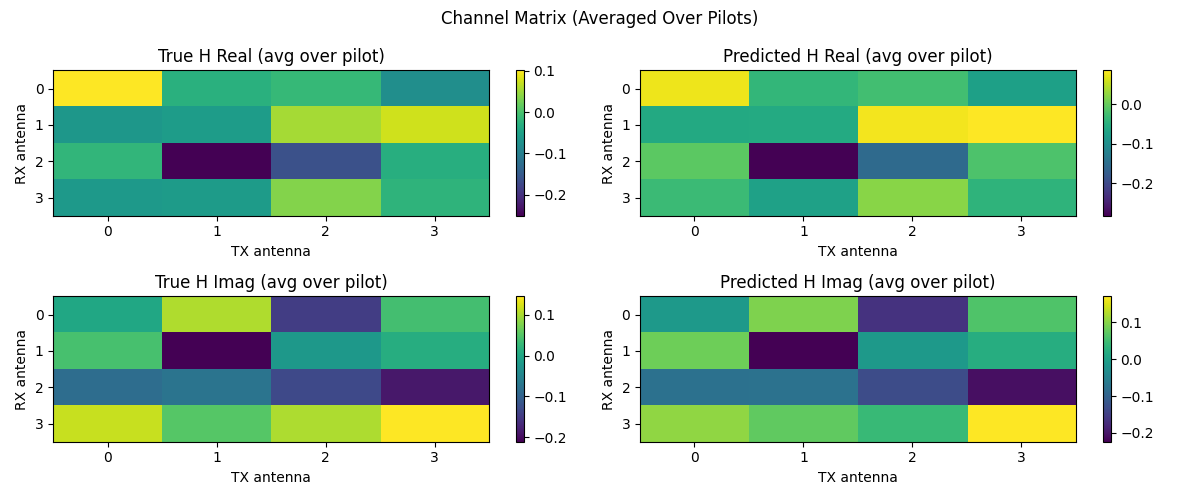 Channel Matrix (Averaged Over Pilots)
True H Real (avg over pilot)
RX antenna
0
1
2
3
0 1 2 3
TX antenna
0.1
0.0
−0.1
−0.2
Predicted H Real (avg over pilot)
RX antenna
0
1
2
3
0 1 2 3
TX antenna
0.0
−0.1
−0.2
True H Imag (avg over pilot)
RX antenna
0
1
2
3
0 1 2 3
TX antenna
0.1
0.0
−0.1
−0.2
Predicted H Imag (avg over pilot)
RX antenna
0
1
2
3
0 1 2 3
TX antenna
0.1
0.0
−0.1
−0.2